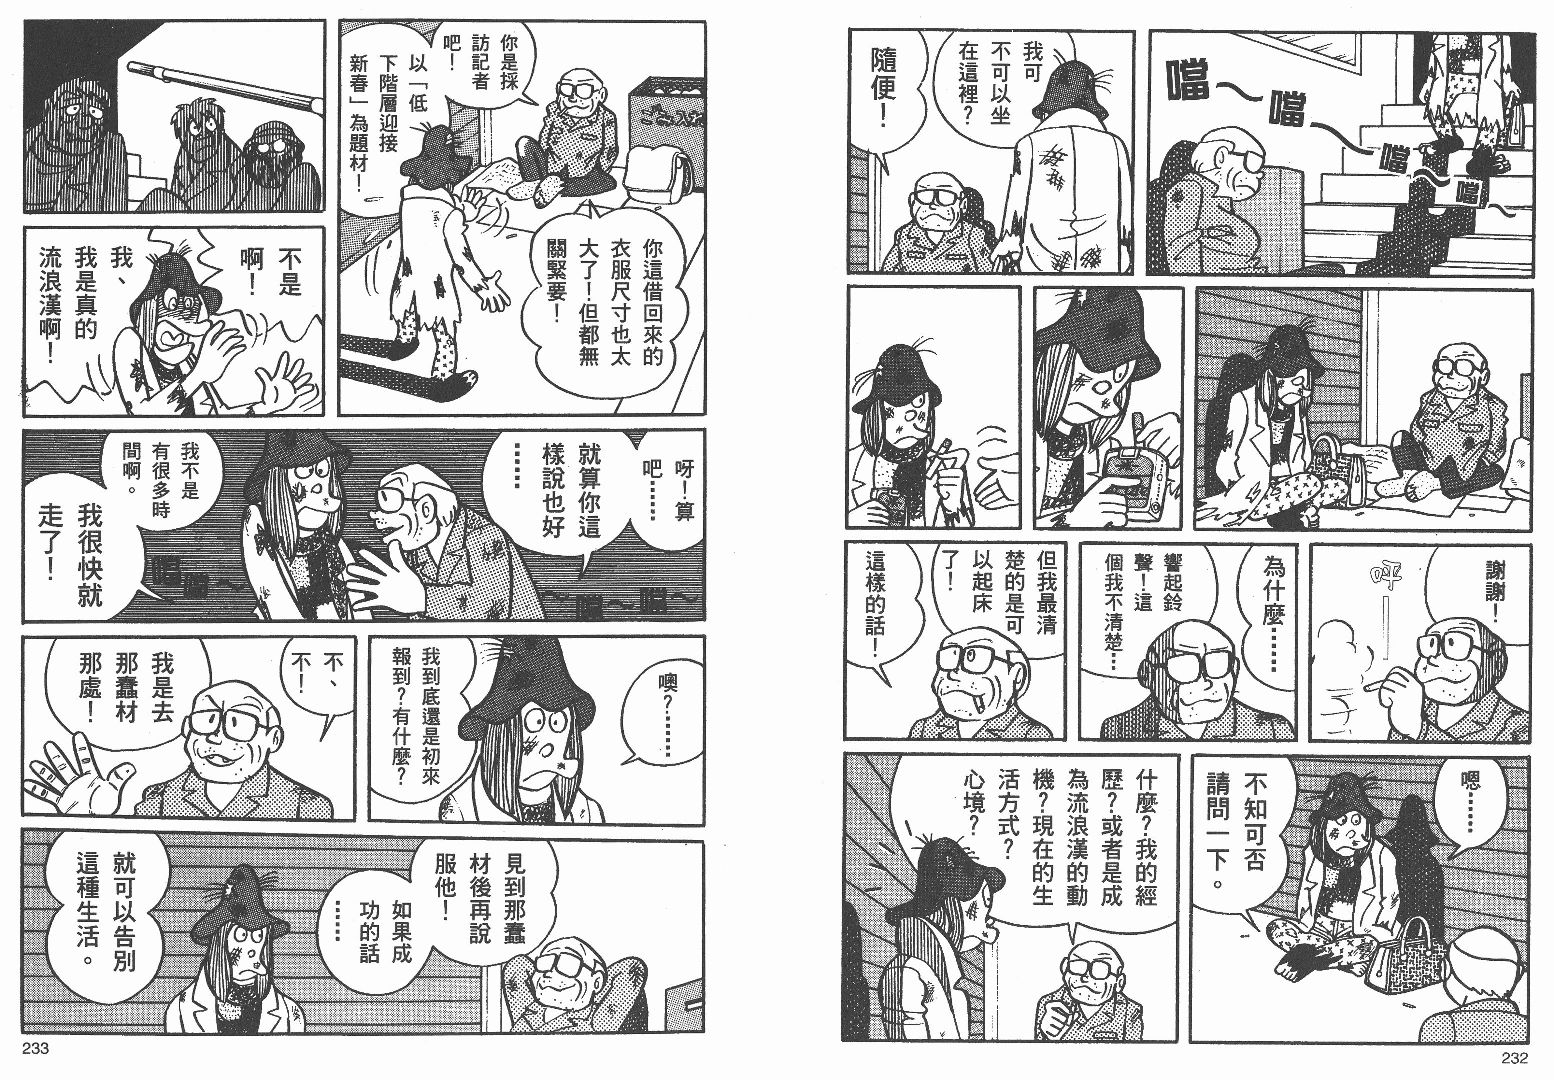 噹～噹～噹～噹～
我可
不可以坐
在這裡？
隨便！
謝謝！
呼
為什麼……
響起鈴
聲！這
個我不清楚…
但我最清
楚的是可
以起床
了！
這樣的話！
嗯……
不知可否
請問一下。
什麼？我的經
歷？或者是成
為流浪漢的動
機？現在的生
活方式？
心境？
232
你是採
訪記者
吧！
以「低
下階層迎接
新春」為題材！
ごみ入れ
你這借回來的
衣服尺寸也太
大了！但都無
關緊要！
不是
啊！
我、
我是真的
流浪漢啊！
呀！算
吧……
就算你這
樣說也好
……
噹～噹～噹～
噹噹～
我不是
有很多時
間啊。
我很快就
走了！
噢？………
我到底還是初來
報到？有什麼？
不、
不！
我是去
那蠢材
那處！
見到那蠢
材後再說
服他！
如果成
功的話
……
就可以告別
這種生活。
233